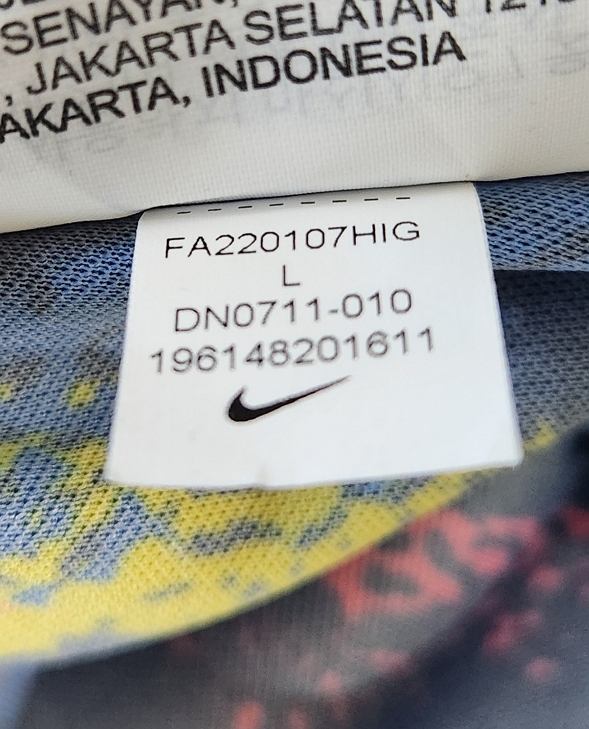 SENAYAN,
, JAKARTA SELATAN
AKARTA, INDONESIA
FA220107HIG
L
DN0711-010
196148201611